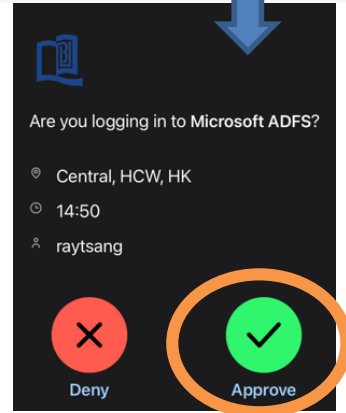 Are you logging in to Microsoft ADFS?
Central, HCW, HK
14:50
raytsang
Deny
Approve